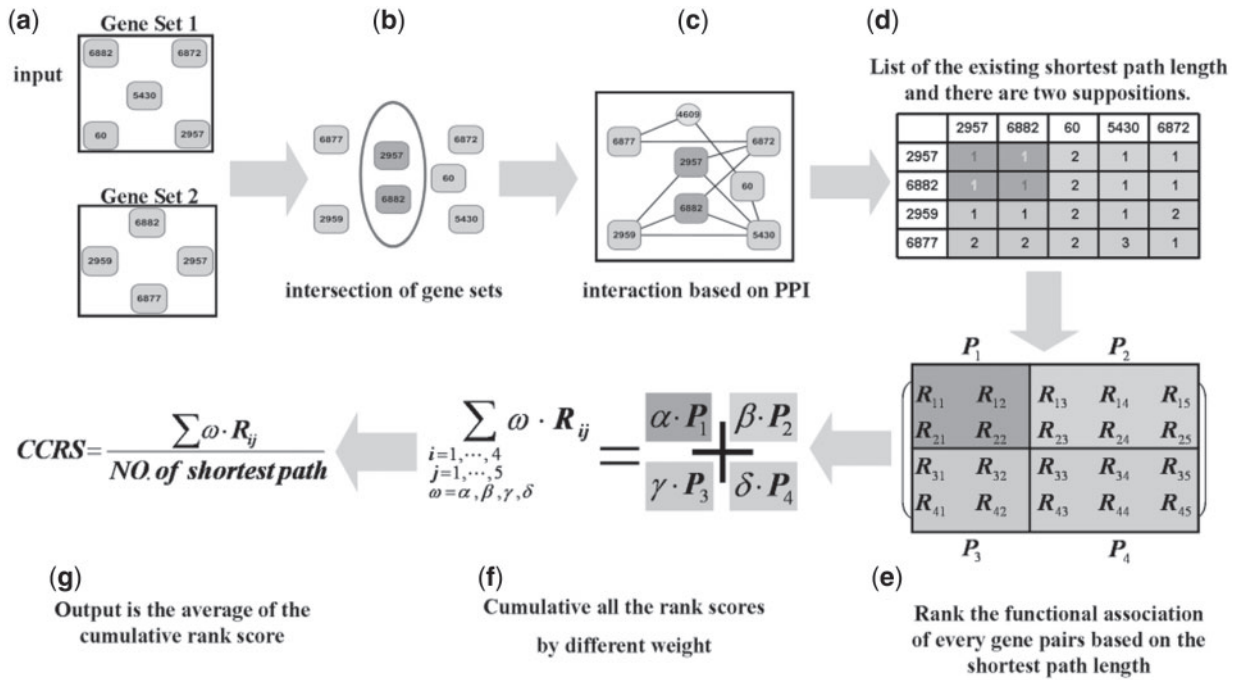 (a)
Gene Set 1
input
6882 6872
5430
60 2957
Gene Set 2
6882
2959 2957
6877
(b)
6877 2957 6872
60
6882
2959 5430
intersection of gene sets
(c)
4609
6877 6872
2957
60
6882
2959 5430
interaction based on PPI
(d)
List of the existing shortest path length
and there are two suppositions.
2957 6882 60 5430 6872
2957 1 1 2 1 1
6882 1 1 2 1 1
2959 1 1 2 1 2
6877 2 2 2 3 1
P1 P2
R11 R12 R13 R14 R15
R21 R22 R23 R24 R25
R31 R32 R33 R34 R35
R41 R42 R43 R44 R45
P3 P4
(e)
Rank the functional association
of every gene pairs based on the
shortest path length
α·P1 + β·P2
γ·P3 δ·P4
=
∑ ω·Rij
i=1,···,4
j=1,···,5
ω=α,β,γ,δ
(f)
Cumulative all the rank scores
by different weight
CCRS= ∑ω·Rij
NO. of shortest path
(g)
Output is the average of the
cumulative rank score